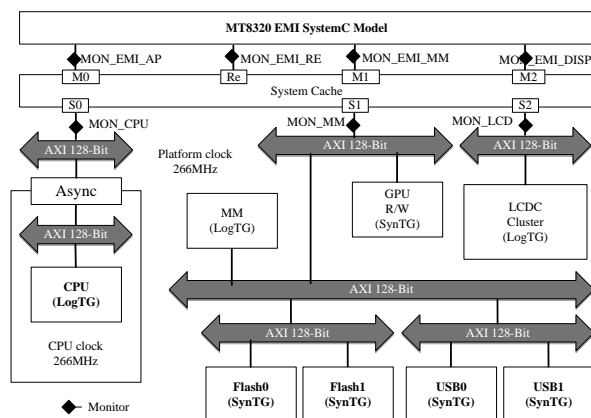 MT8320 EMI SystemC Model
MON_EMI_AP
MON_EMI_RE
MON_EMI_MM
MON_EMI_DISP
M0
Re
M1
M2
System Cache
S0
S1
S2
MON_CPU
MON_MM
MON_LCD
AXI 128-Bit
AXI 128-Bit
AXI 128-Bit
Platform clock
266MHz
Async
AXI 128-Bit
MM
(LogTG)
GPU
R/W
(SynTG)
LCDC
Cluster
(LogTG)
CPU
(LogTG)
AXI 128-Bit
CPU clock
266MHz
AXI 128-Bit
AXI 128-Bit
Flash0
(SynTG)
Flash1
(SynTG)
USB0
(SynTG)
USB1
(SynTG)
Monitor